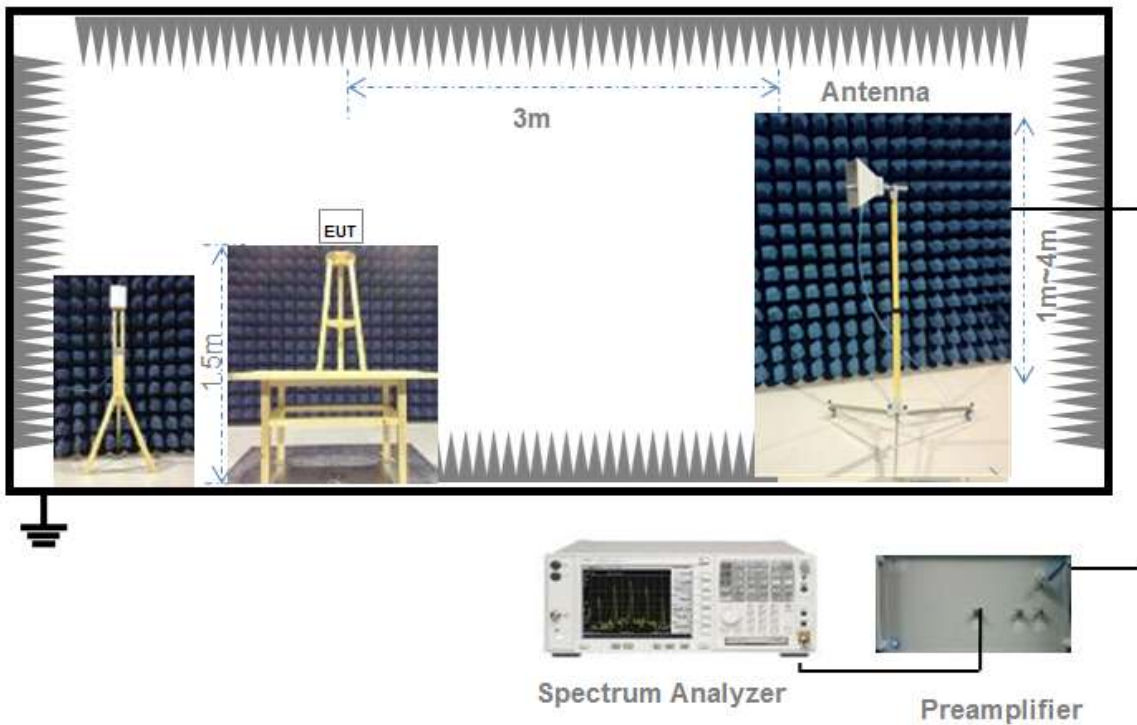 Antenna
3m
EUT
1.5m
1m~4m
Spectrum Analyzer
Preamplifier